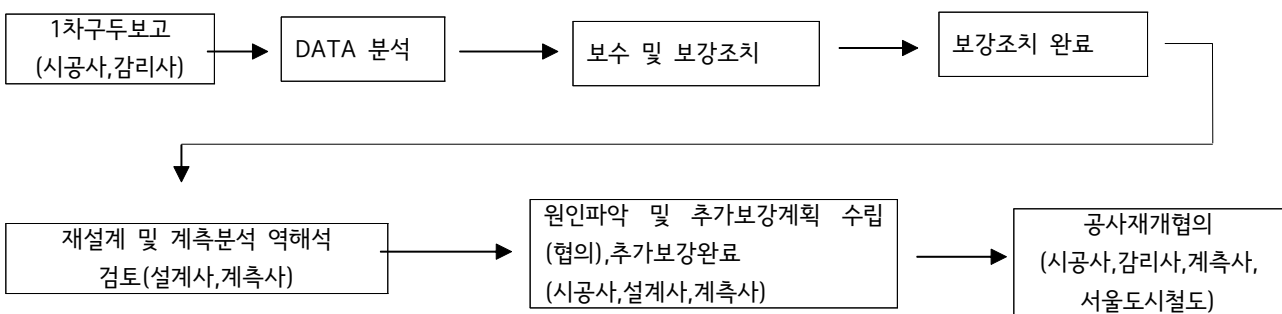 1차구두보고
(시공사,감리사)
DATA 분석
보수 및 보강조치
보강조치 완료
재설계 및 계측분석 역해석
검토(설계사,계측사)
원인파악 및 추가보강계획 수립
(협의),추가보강완료
(시공사,설계사,계측사)
공사재개협의
(시공사,감리사,계측사,
서울도시철도)